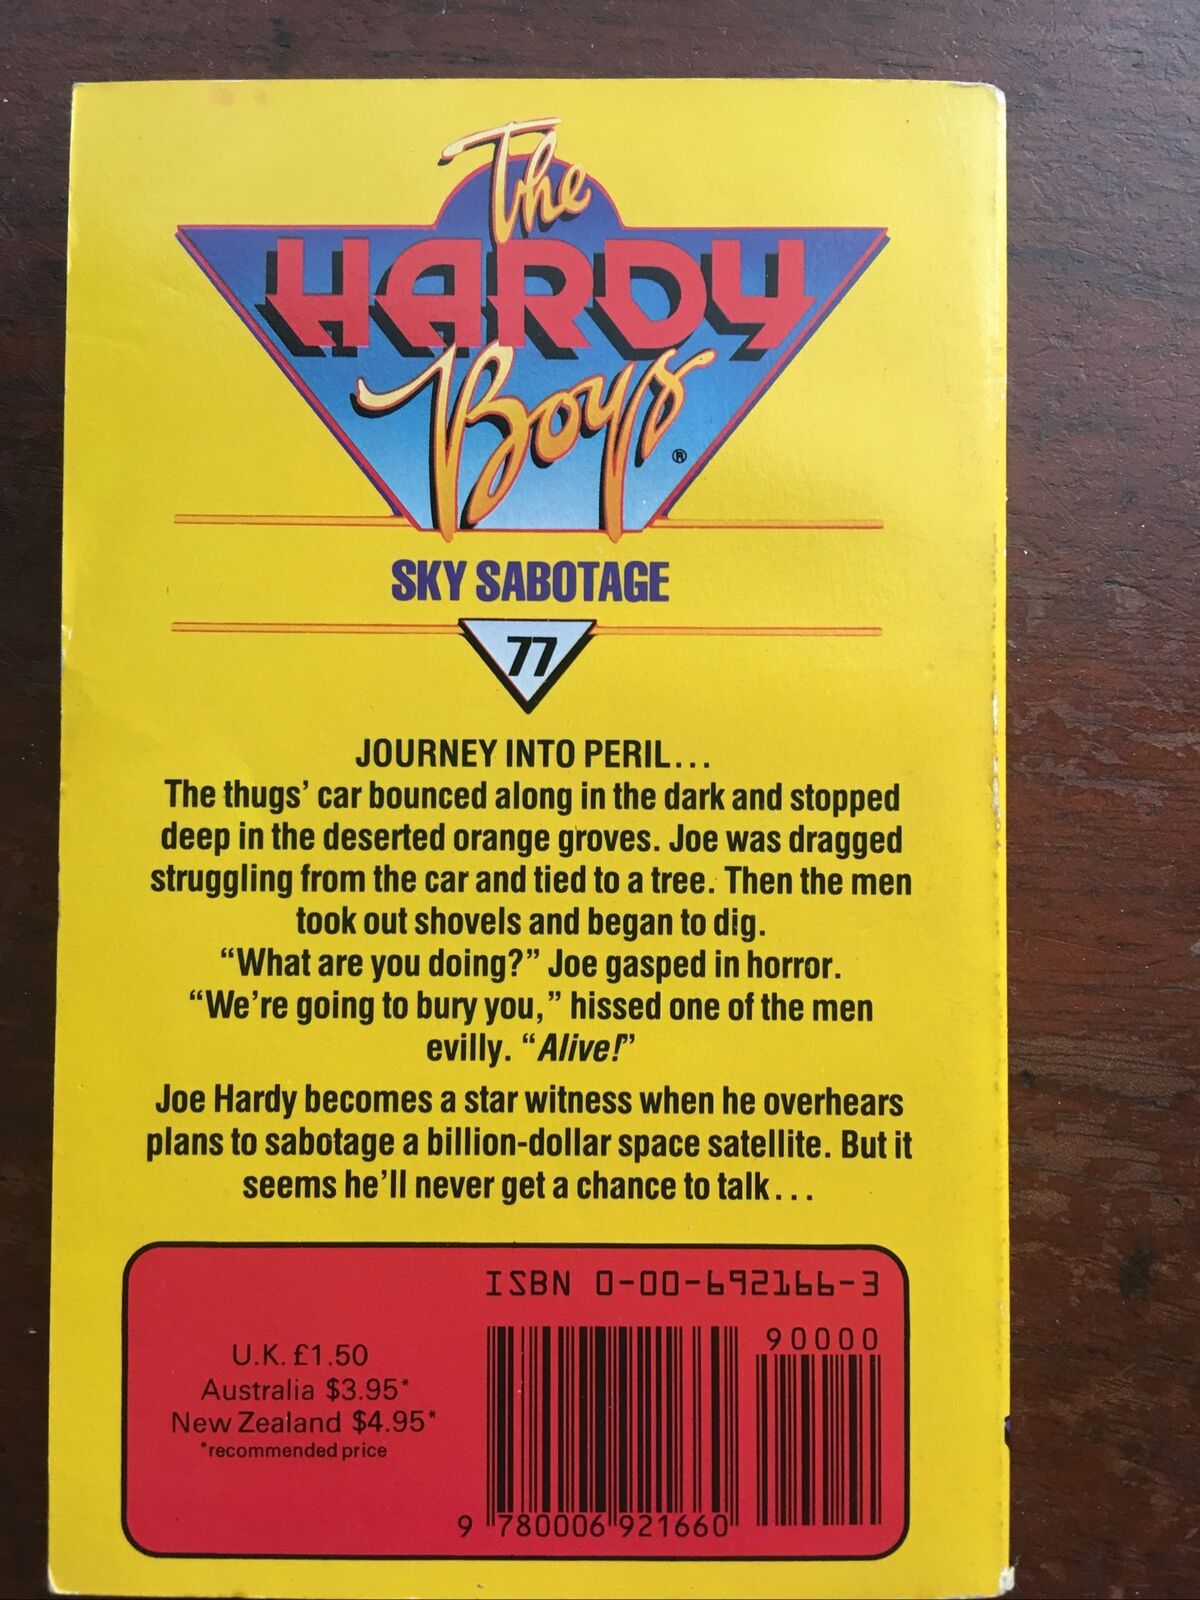 The
HARDY
Boys
®
SKY SABOTAGE
77
JOURNEY INTO PERIL...
The thugs' car bounced along in the dark and stopped
deep in the deserted orange groves. Joe was dragged
struggling from the car and tied to a tree. Then the men
took out shovels and began to dig.
“What are you doing?” Joe gasped in horror.
“We're going to bury you,” hissed one of the men
evilly. “Alive!”
Joe Hardy becomes a star witness when he overhears
plans to sabotage a billion-dollar space satellite. But it
seems he'll never get a chance to talk...
ISBN 0-00-692166-3
U.K. £1.50
Australia $3.95*
New Zealand $4.95*
*recommended price
90000
9 780006 921660